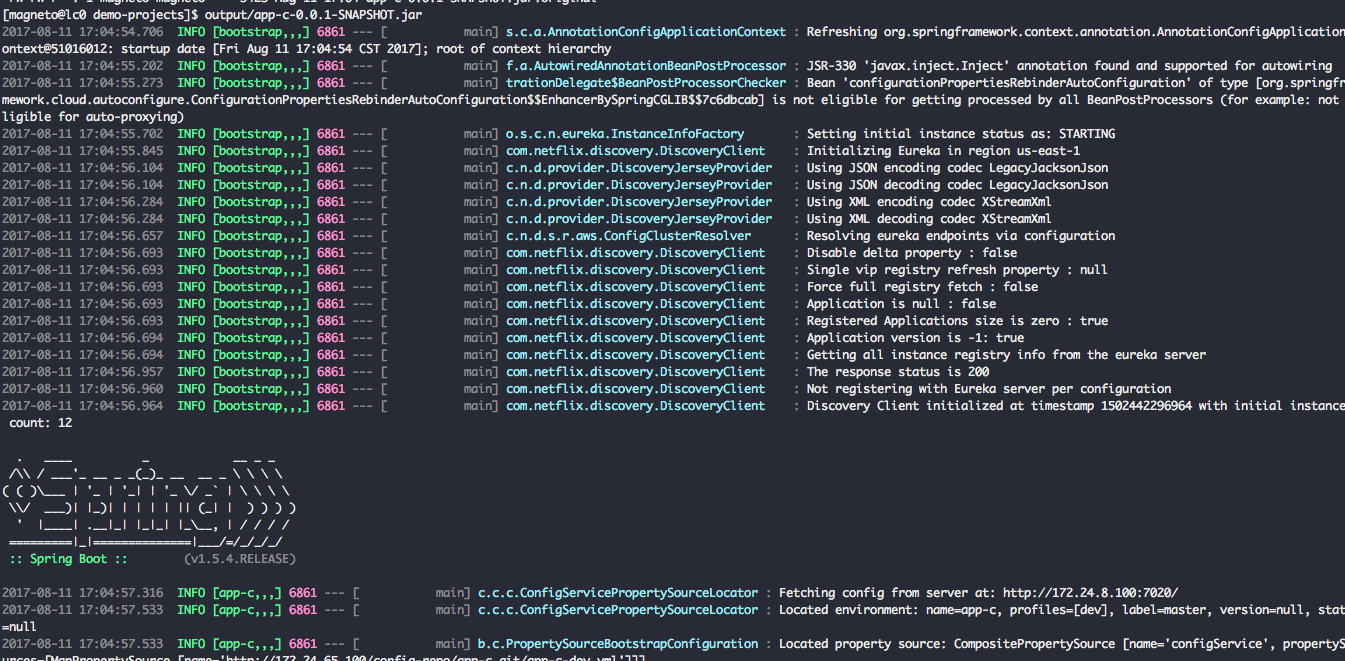 [magneto@lc0 demo-projects]$ output/app-c-0.0.1-SNAPSHOT.jar
2017-08-11 17:04:54.706  INFO [bootstrap,,,] 6861 --- [           main] s.c.a.AnnotationConfigApplicationContext : Refreshing org.springframework.context.annotation.AnnotationConfigApplication
ontext@51016012: startup date [Fri Aug 11 17:04:54 CST 2017]; root of context hierarchy
2017-08-11 17:04:55.202  INFO [bootstrap,,,] 6861 --- [           main] f.a.AutowiredAnnotationBeanPostProcessor : JSR-330 'javax.inject.Inject' annotation found and supported for autowiring
2017-08-11 17:04:55.273  INFO [bootstrap,,,] 6861 --- [           main] trationDelegate$BeanPostProcessorChecker : Bean 'configurationPropertiesRebinderAutoConfiguration' of type [org.springfr
mework.cloud.autoconfigure.ConfigurationPropertiesRebinderAutoConfiguration$$EnhancerBySpringCGLIB$$7c6dbcab] is not eligible for getting processed by all BeanPostProcessors (for example: not
ligible for auto-proxying)
2017-08-11 17:04:55.702  INFO [bootstrap,,,] 6861 --- [           main] o.s.c.n.eureka.InstanceInfoFactory       : Setting initial instance status as: STARTING
2017-08-11 17:04:55.845  INFO [bootstrap,,,] 6861 --- [           main] com.netflix.discovery.DiscoveryClient    : Initializing Eureka in region us-east-1
2017-08-11 17:04:56.104  INFO [bootstrap,,,] 6861 --- [           main] c.n.d.provider.DiscoveryJerseyProvider   : Using JSON encoding codec LegacyJacksonJson
2017-08-11 17:04:56.104  INFO [bootstrap,,,] 6861 --- [           main] c.n.d.provider.DiscoveryJerseyProvider   : Using JSON decoding codec LegacyJacksonJson
2017-08-11 17:04:56.284  INFO [bootstrap,,,] 6861 --- [           main] c.n.d.provider.DiscoveryJerseyProvider   : Using XML encoding codec XStreamXml
2017-08-11 17:04:56.284  INFO [bootstrap,,,] 6861 --- [           main] c.n.d.provider.DiscoveryJerseyProvider   : Using XML decoding codec XStreamXml
2017-08-11 17:04:56.657  INFO [bootstrap,,,] 6861 --- [           main] c.n.d.s.r.aws.ConfigClusterResolver      : Resolving eureka endpoints via configuration
2017-08-11 17:04:56.693  INFO [bootstrap,,,] 6861 --- [           main] com.netflix.discovery.DiscoveryClient    : Disable delta property : false
2017-08-11 17:04:56.693  INFO [bootstrap,,,] 6861 --- [           main] com.netflix.discovery.DiscoveryClient    : Single vip registry refresh property : null
2017-08-11 17:04:56.693  INFO [bootstrap,,,] 6861 --- [           main] com.netflix.discovery.DiscoveryClient    : Force full registry fetch : false
2017-08-11 17:04:56.693  INFO [bootstrap,,,] 6861 --- [           main] com.netflix.discovery.DiscoveryClient    : Application is null : false
2017-08-11 17:04:56.693  INFO [bootstrap,,,] 6861 --- [           main] com.netflix.discovery.DiscoveryClient    : Registered Applications size is zero : true
2017-08-11 17:04:56.694  INFO [bootstrap,,,] 6861 --- [           main] com.netflix.discovery.DiscoveryClient    : Application version is -1: true
2017-08-11 17:04:56.694  INFO [bootstrap,,,] 6861 --- [           main] com.netflix.discovery.DiscoveryClient    : Getting all instance registry info from the eureka server
2017-08-11 17:04:56.957  INFO [bootstrap,,,] 6861 --- [           main] com.netflix.discovery.DiscoveryClient    : The response status is 200
2017-08-11 17:04:56.960  INFO [bootstrap,,,] 6861 --- [           main] com.netflix.discovery.DiscoveryClient    : Not registering with Eureka server per configuration
2017-08-11 17:04:56.964  INFO [bootstrap,,,] 6861 --- [           main] com.netflix.discovery.DiscoveryClient    : Discovery Client initialized at timestamp 1502442296964 with initial instance
count: 12
:: Spring Boot ::        (v1.5.4.RELEASE)
2017-08-11 17:04:57.316  INFO [app-c,,,] 6861 --- [           main] c.c.c.ConfigServicePropertySourceLocator : Fetching config from server at: http://172.24.8.100:7020/
2017-08-11 17:04:57.533  INFO [app-c,,,] 6861 --- [           main] c.c.c.ConfigServicePropertySourceLocator : Located environment: name=app-c, profiles=[dev], label=master, version=null, stat
=null
2017-08-11 17:04:57.533  INFO [app-c,,,] 6861 --- [           main] b.c.PropertySourceBootstrapConfiguration : Located property source: CompositePropertySource [name='configService', propertyS
urces=[MapPropertySource [name='http://172.24.65.100/config-repo/app-c.git/app-c-dev.yml']]]